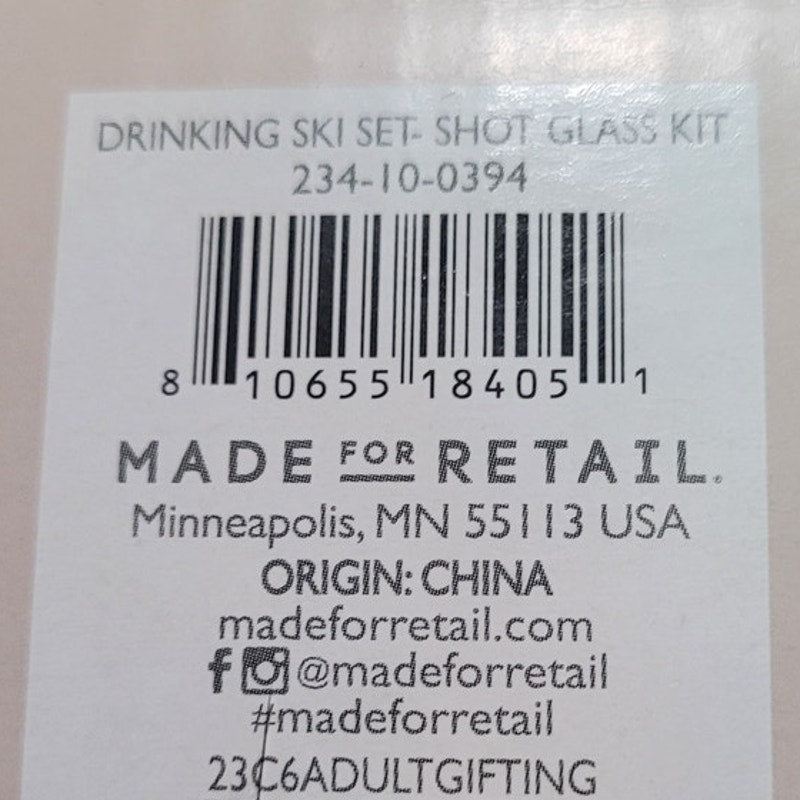 DRINKING SKI SET- SHOT GLASS KIT
234-10-0394
8 10655 18405 1
MADE FOR RETAIL.
Minneapolis, MN 55113 USA
ORIGIN: CHINA
madeforretail.com
@madeforretail
#madeforretail
23C6ADULTGIFTING